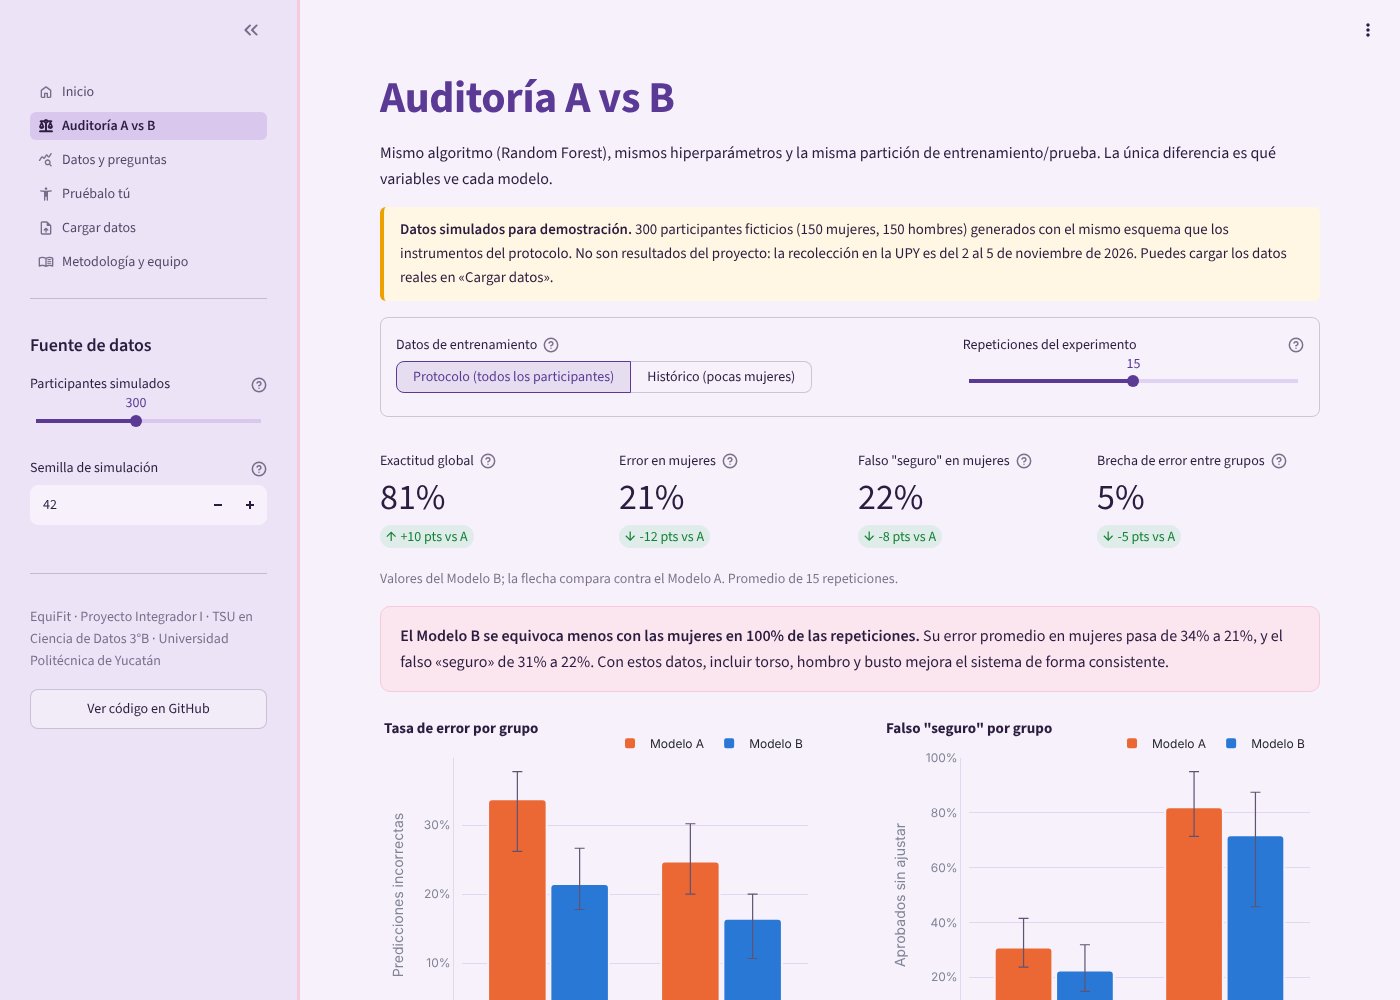 Inicio
Auditoría A vs B
Datos y preguntas
Pruébalo tú
Cargar datos
Metodología y equipo
Fuente de datos
Participantes simulados
300
Semilla de simulación
42
EquiFit · Proyecto Integrador I · TSU en
Ciencia de Datos 3°B · Universidad
Politécnica de Yucatán
Ver código en GitHub
Auditoría A vs B
Mismo algoritmo (Random Forest), mismos hiperparámetros y la misma partición de entrenamiento/prueba. La única diferencia es qué
variables ve cada modelo.
Datos simulados para demostración. 300 participantes ficticios (150 mujeres, 150 hombres) generados con el mismo esquema que los
instrumentos del protocolo. No son resultados del proyecto: la recolección en la UPY es del 2 al 5 de noviembre de 2026. Puedes cargar los datos
reales en «Cargar datos».
Datos de entrenamiento
Protocolo (todos los participantes)
Histórico (pocas mujeres)
Repeticiones del experimento
15
Exactitud global
81%
+10 pts vs A
Error en mujeres
21%
-12 pts vs A
Falso "seguro" en mujeres
22%
-8 pts vs A
Brecha de error entre grupos
5%
-5 pts vs A
Valores del Modelo B; la flecha compara contra el Modelo A. Promedio de 15 repeticiones.
El Modelo B se equivoca menos con las mujeres en 100% de las repeticiones. Su error promedio en mujeres pasa de 34% a 21%, y el
falso «seguro» de 31% a 22%. Con estos datos, incluir torso, hombro y busto mejora el sistema de forma consistente.
Tasa de error por grupo
Modelo A
Modelo B
Predicciones incorrectas
30%
20%
10%
Falso "seguro" por grupo
Modelo A
Modelo B
Aprobados sin ajustar
100%
80%
60%
40%
20%